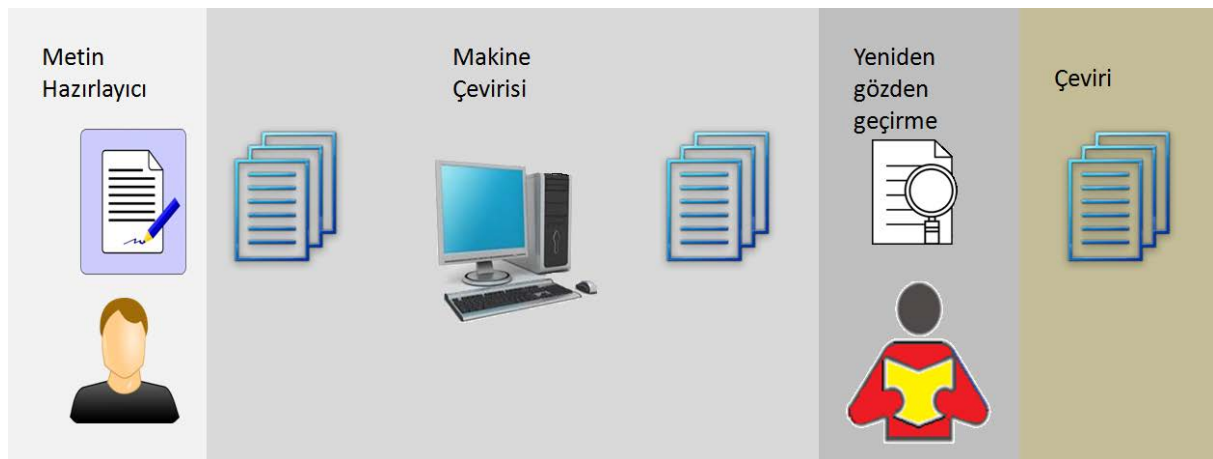 Metin
Hazırlayıcı
Makine
Çevirisi
Yeniden
gözden
geçirme
Çeviri